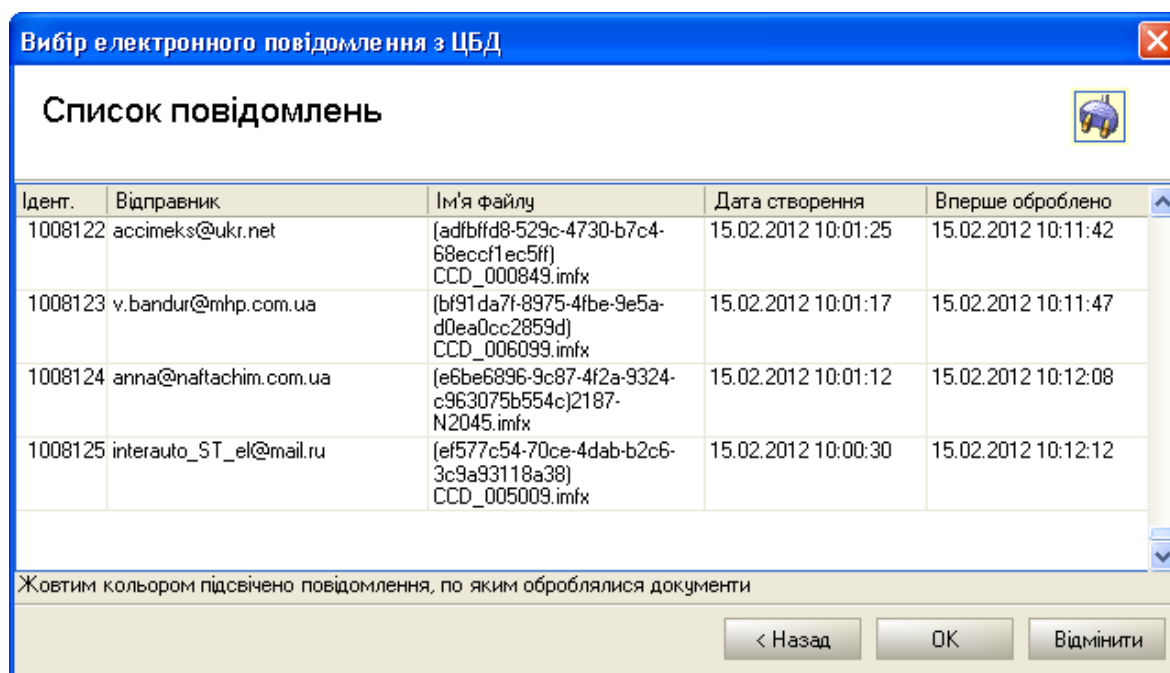 Вибір електронного повідомлення з ЦБД
Список повідомлень
Ідент. Відправник Ім'я файлу Дата створення Вперше оброблено
1008122 accimeks@ukr.net (adfbffd8-529c-4730-b7c4- 15.02.2012 10:01:25 15.02.2012 10:11:42
68eccf1ec5ff)
CCD_000849.imfx
1008123 v.bandur@mhp.com.ua (bf91da7f-8975-4fbe-9e5a- 15.02.2012 10:01:17 15.02.2012 10:11:47
d0ea0cc2859d)
CCD_006099.imfx
1008124 anna@naftachim.com.ua (e6be6896-9c87-4f2a-9324- 15.02.2012 10:01:12 15.02.2012 10:12:08
c963075b554c)2187-
N2045.imfx
1008125 interauto_ST_el@mail.ru (ef577c54-70ce-4dab-b2c6- 15.02.2012 10:00:30 15.02.2012 10:12:12
3c9a93118a38)
CCD_005009.imfx
Жовтим кольором підсвічено повідомлення, по яким оброблялися документи
< Назад OK Відмінити